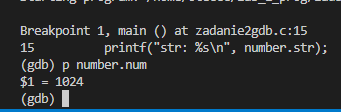 Breakpoint 1, main () at zadanie2gdb.c:15
15 printf("str: %s\n", number.str);
(gdb) p number.num
$1 = 1024
(gdb)